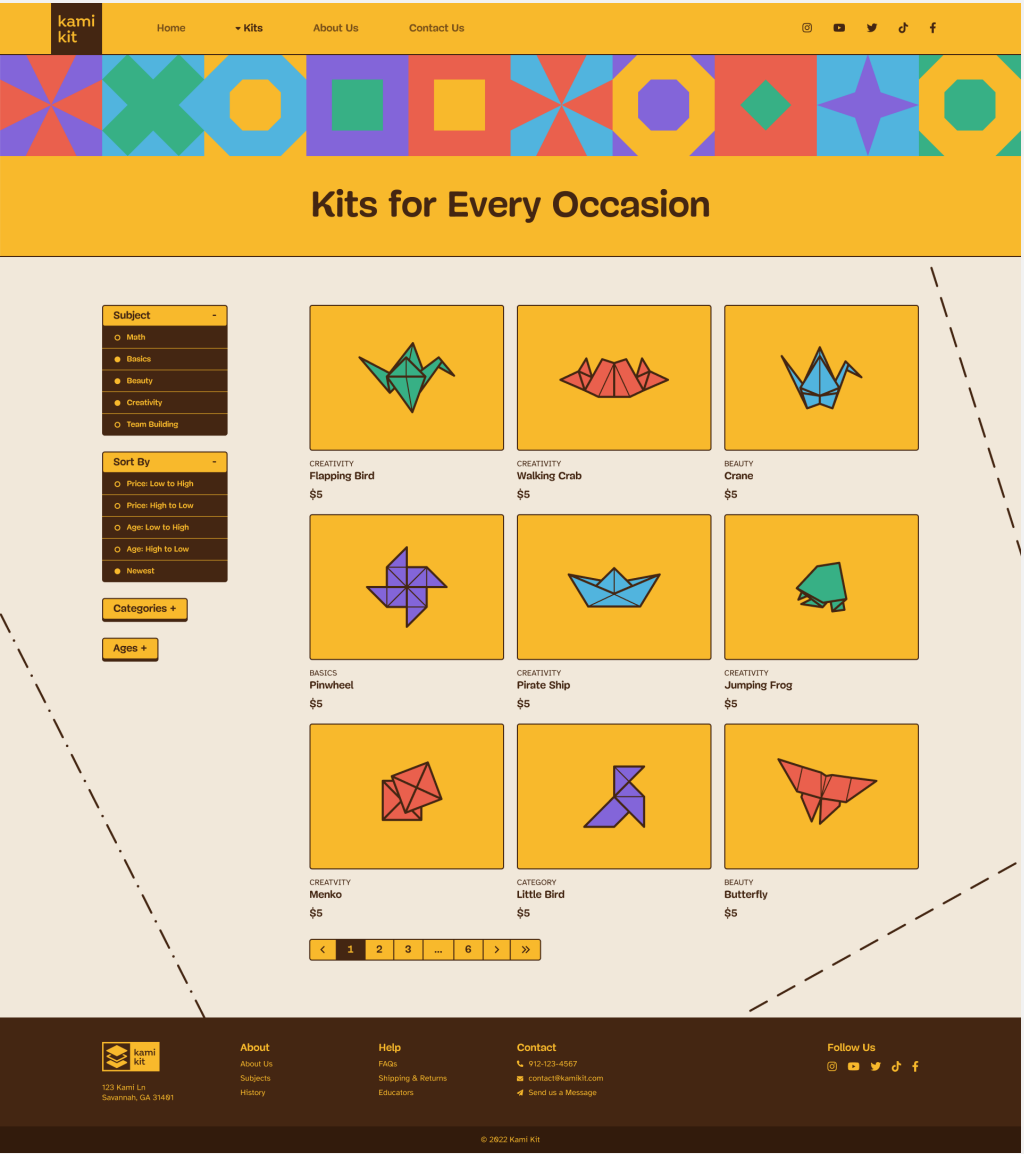 kami
kit
Home
Kits
About Us
Contact Us
Kits for Every Occasion
Subject -
Math
Basics
Beauty
Creativity
Team Building
Sort By -
Price: Low to High
Price: High to Low
Age: Low to High
Age: High to Low
Newest
Categories +
Ages +
CREATIVITY
Flapping Bird
$5
CREATIVITY
Walking Crab
$5
BEAUTY
Crane
$5
BASICS
Pinwheel
$5
CREATIVITY
Pirate Ship
$5
CREATIVITY
Jumping Frog
$5
CREATIVITY
Menko
$5
CATEGORY
Little Bird
$5
BEAUTY
Butterfly
$5
1 2 3 ... 6
kami
kit
123 Kami Ln
Savannah, GA 31401
About
About Us
Subjects
History
Help
FAQs
Shipping & Returns
Educators
Contact
912-123-4567
contact@kamikit.com
Send us a Message
Follow Us
© 2022 Kami Kit